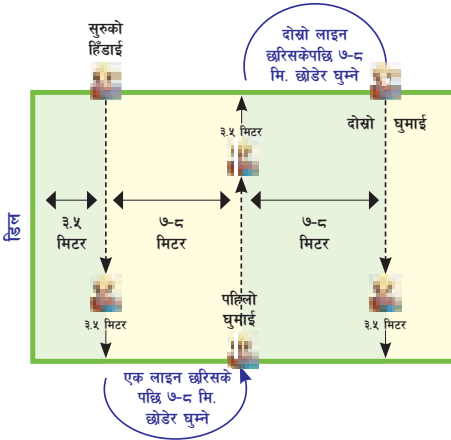 सुरुको
हिँडाई
दोस्रो लाइन
छरिसकेपछि ७-८
मि. छोडेर घुम्ने
दोस्रो घुमाई
३.५ मिटर
३.५
मिटर
७-८
मिटर
७-८
मिटर
डिल
पहिलो
घुमाई
३.५ मिटर
३.५ मिटर
एक लाइन छरिसके
पछि ७-८ मि.
छोडेर घुम्ने